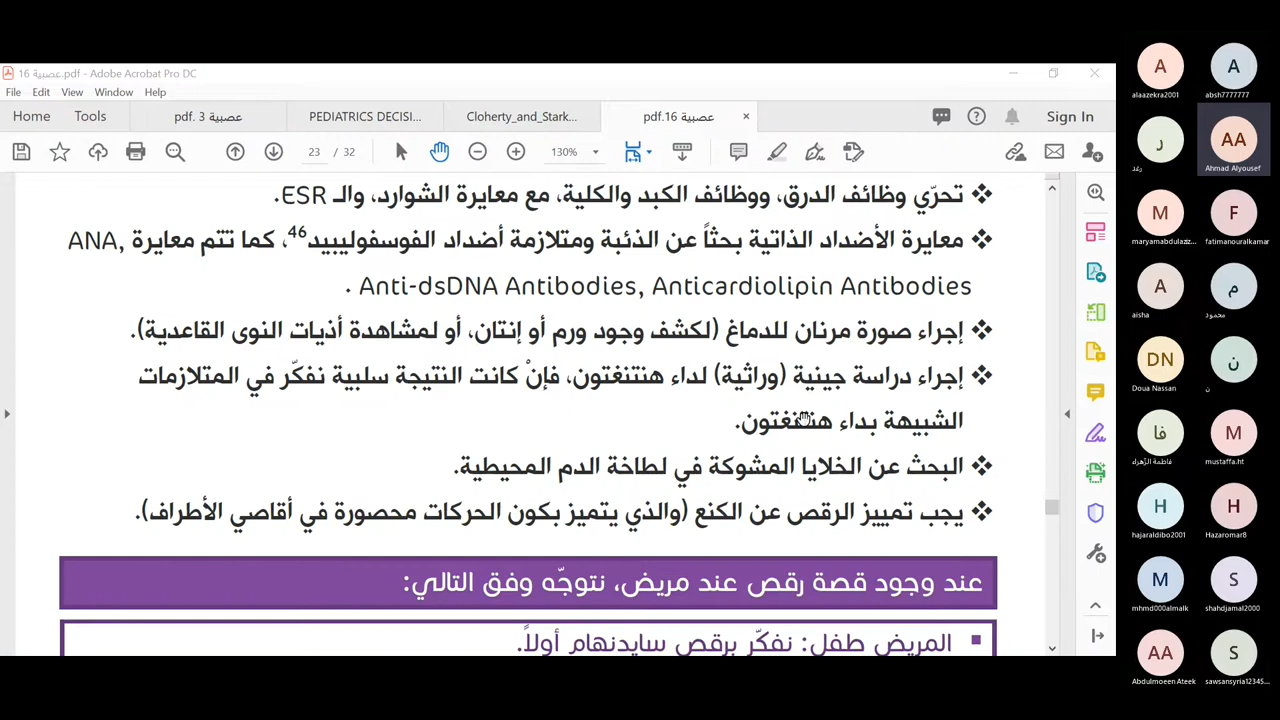 عصبية 16.pdf - Adobe Acrobat Pro DC
File Edit View Window Help
Home Tools عصبية 3 .pdf PEDIATRICS DECISI... Cloherty_and_Stark... عصبية 16.pdf × Sign In
23 / 32 130%
❖ تحرّي وظائف الدرق، ووظائف الكبد والكلية، مع معايرة الشوارد، والـ ESR.
❖ معايرة الأضداد الذاتية بحثاً عن الذئبة ومتلازمة أضداد الفوسفوليبيد46، كما تتم معايرة ANA,
Anti-dsDNA Antibodies, Anticardiolipin Antibodies .
❖ إجراء صورة مرنان للدماغ (لكشف وجود ورم أو إنتان، أو لمشاهدة أذيات النوى القاعدية).
❖ إجراء دراسة جينية (وراثية) لداء هنتنغتون، فإنْ كانت النتيجة سلبية نفكّر في المتلازمات
الشبيهة بداء هنتنغتون.
❖ البحث عن الخلايا المشوكة في لطاخة الدم المحيطية.
❖ يجب تمييز الرقص عن الكنع (والذي يتميز بكون الحركات محصورة في أقاصي الأطراف).
عند وجود قصة رقص عند مريض، نتوجّه وفق التالي:
▪ المريض طفل: نفكّر برقص سايدنهام أولاً.
A
alaazekra2001
A
absh7777777
ر
رغد
AA
Ahmad Alyousef
M
maryamabdulaziz...
F
fatimanouralkamar
A
aisha
م
محمود
DN
Doua Nassan
ن
ن
فا
فاطمة الزهراء
M
mustaffa.ht
H
hajaraldibo2001
H
Hazaromar8
M
mhmd000almalk
S
shahdjamal2000
AA
Abdulmoeen Ateek
S
sawsansyria12345...